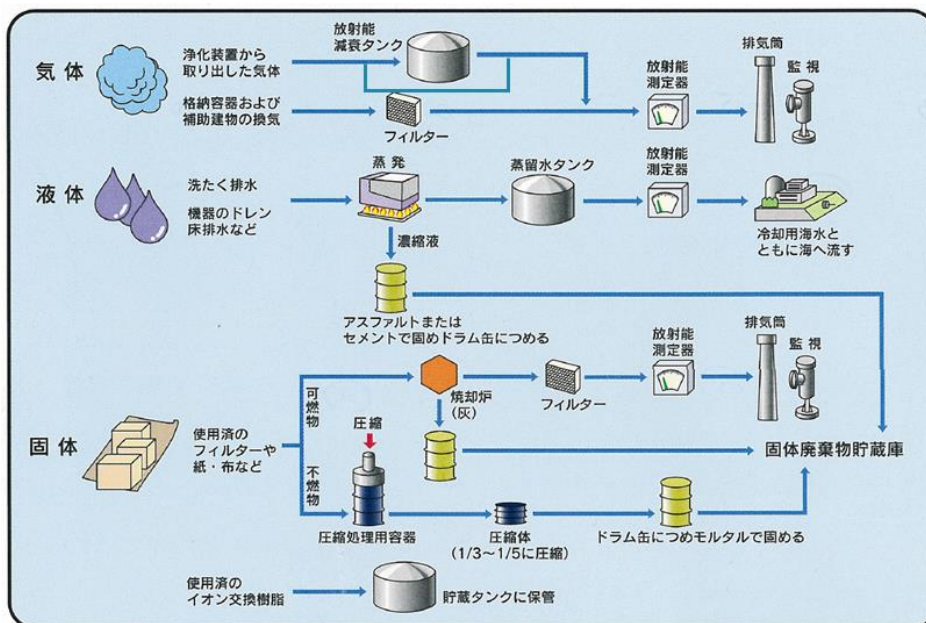 気体
浄化装置から
取り出した気体
放射能
減衰タンク
格納容器および
補助建物の換気
フィルター
放射能
測定器
排気筒
監視
液体
洗たく排水
機器のドレン
床排水など
蒸発
蒸留水タンク
放射能
測定器
冷却用海水と
ともに海へ流す
濃縮液
アスファルトまたは
セメントで固めドラム缶につめる
固体
使用済の
フィルターや
紙・布など
可燃物
焼却炉
(灰)
フィルター
放射能
測定器
排気筒
監視
不燃物
圧縮
圧縮処理用容器
圧縮体
(1/3〜1/5に圧縮)
ドラム缶につめモルタルで固める
固体廃棄物貯蔵庫
使用済の
イオン交換樹脂
貯蔵タンクに保管